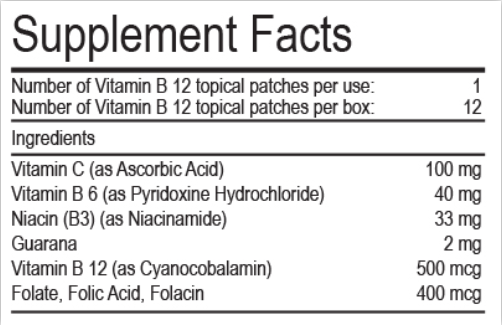 Supplement Facts
Number of Vitamin B 12 topical patches per use: 1
Number of Vitamin B 12 topical patches per box: 12
Ingredients
Vitamin C (as Ascorbic Acid) 100 mg
Vitamin B 6 (as Pyridoxine Hydrochloride) 40 mg
Niacin (B3) (as Niacinamide) 33 mg
Guarana 2 mg
Vitamin B 12 (as Cyanocobalamin) 500 mcg
Folate, Folic Acid, Folacin 400 mcg